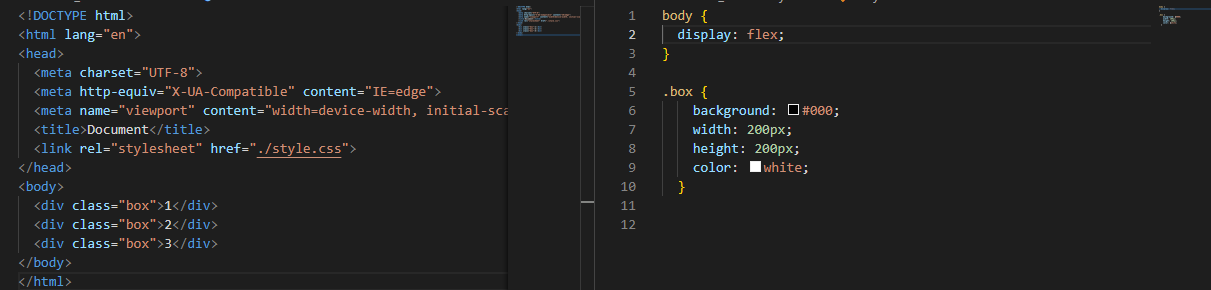 <!DOCTYPE html>
<html lang="en">
<head>
  <meta charset="UTF-8">
  <meta http-equiv="X-UA-Compatible" content="IE=edge">
  <meta name="viewport" content="width=device-width, initial-sca
  <title>Document</title>
  <link rel="stylesheet" href="./style.css">
</head>
<body>
  <div class="box">1</div>
  <div class="box">2</div>
  <div class="box">3</div>
</body>
</html>
1 body {
2   display: flex;
3 }
4
5 .box {
6     background: #000;
7     width: 200px;
8     height: 200px;
9     color: white;
10   }
11
12